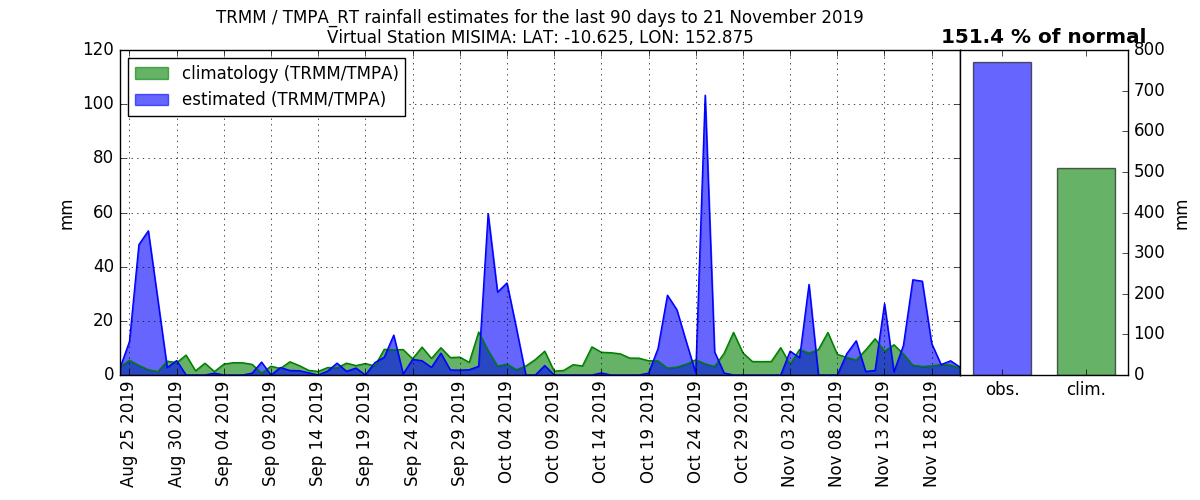 TRMM / TMPA_RT rainfall estimates for the last 90 days to 21 November 2019
Virtual Station MISIMA: LAT: -10.625, LON: 152.875
151.4 % of normal
climatology (TRMM/TMPA)
estimated (TRMM/TMPA)
mm
120
100
80
60
40
20
0
Aug 25 2019
Aug 30 2019
Sep 04 2019
Sep 09 2019
Sep 14 2019
Sep 19 2019
Sep 24 2019
Sep 29 2019
Oct 04 2019
Oct 09 2019
Oct 14 2019
Oct 19 2019
Oct 24 2019
Oct 29 2019
Nov 03 2019
Nov 08 2019
Nov 13 2019
Nov 18 2019
obs.
clim.
800
700
600
500
400
300
200
100
0
mm